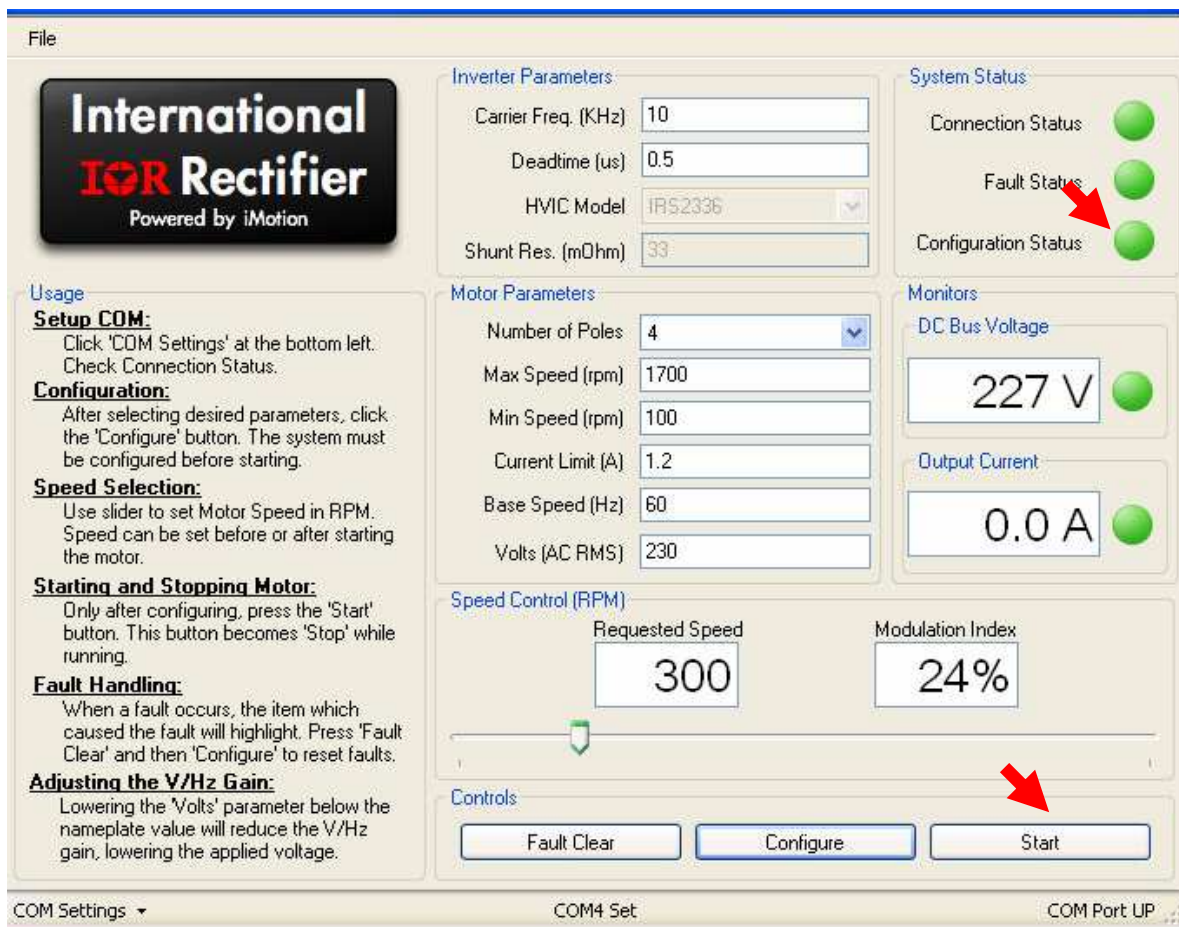 File
International
IOR Rectifier
Powered by iMotion
Usage
Setup COM:
Click 'COM Settings' at the bottom left.
Check Connection Status.
Configuration:
After selecting desired parameters, click
the 'Configure' button. The system must
be configured before starting.
Speed Selection:
Use slider to set Motor Speed in RPM.
Speed can be set before or after starting
the motor.
Starting and Stopping Motor:
Only after configuring, press the 'Start'
button. This button becomes 'Stop' while
running.
Fault Handling:
When a fault occurs, the item which
caused the fault will highlight. Press 'Fault
Clear' and then 'Configure' to reset faults.
Adjusting the V/Hz Gain:
Lowering the 'Volts' parameter below the
nameplate value will reduce the V/Hz
gain, lowering the applied voltage.
Inverter Parameters
Carrier Freq. (KHz) 10
Deadtime (us) 0.5
HVIC Model IRS2336
Shunt Res. (mOhm) 33
Motor Parameters
Number of Poles 4
Max Speed (rpm) 1700
Min Speed (rpm) 100
Current Limit (A) 1.2
Base Speed (Hz) 60
Volts (AC RMS) 230
System Status
Connection Status
Fault Status
Configuration Status
Monitors
DC Bus Voltage
227 V
Output Current
0.0 A
Speed Control (RPM)
Requested Speed Modulation Index
300 24%
Controls
Fault Clear Configure Start
COM Settings COM4 Set COM Port UP